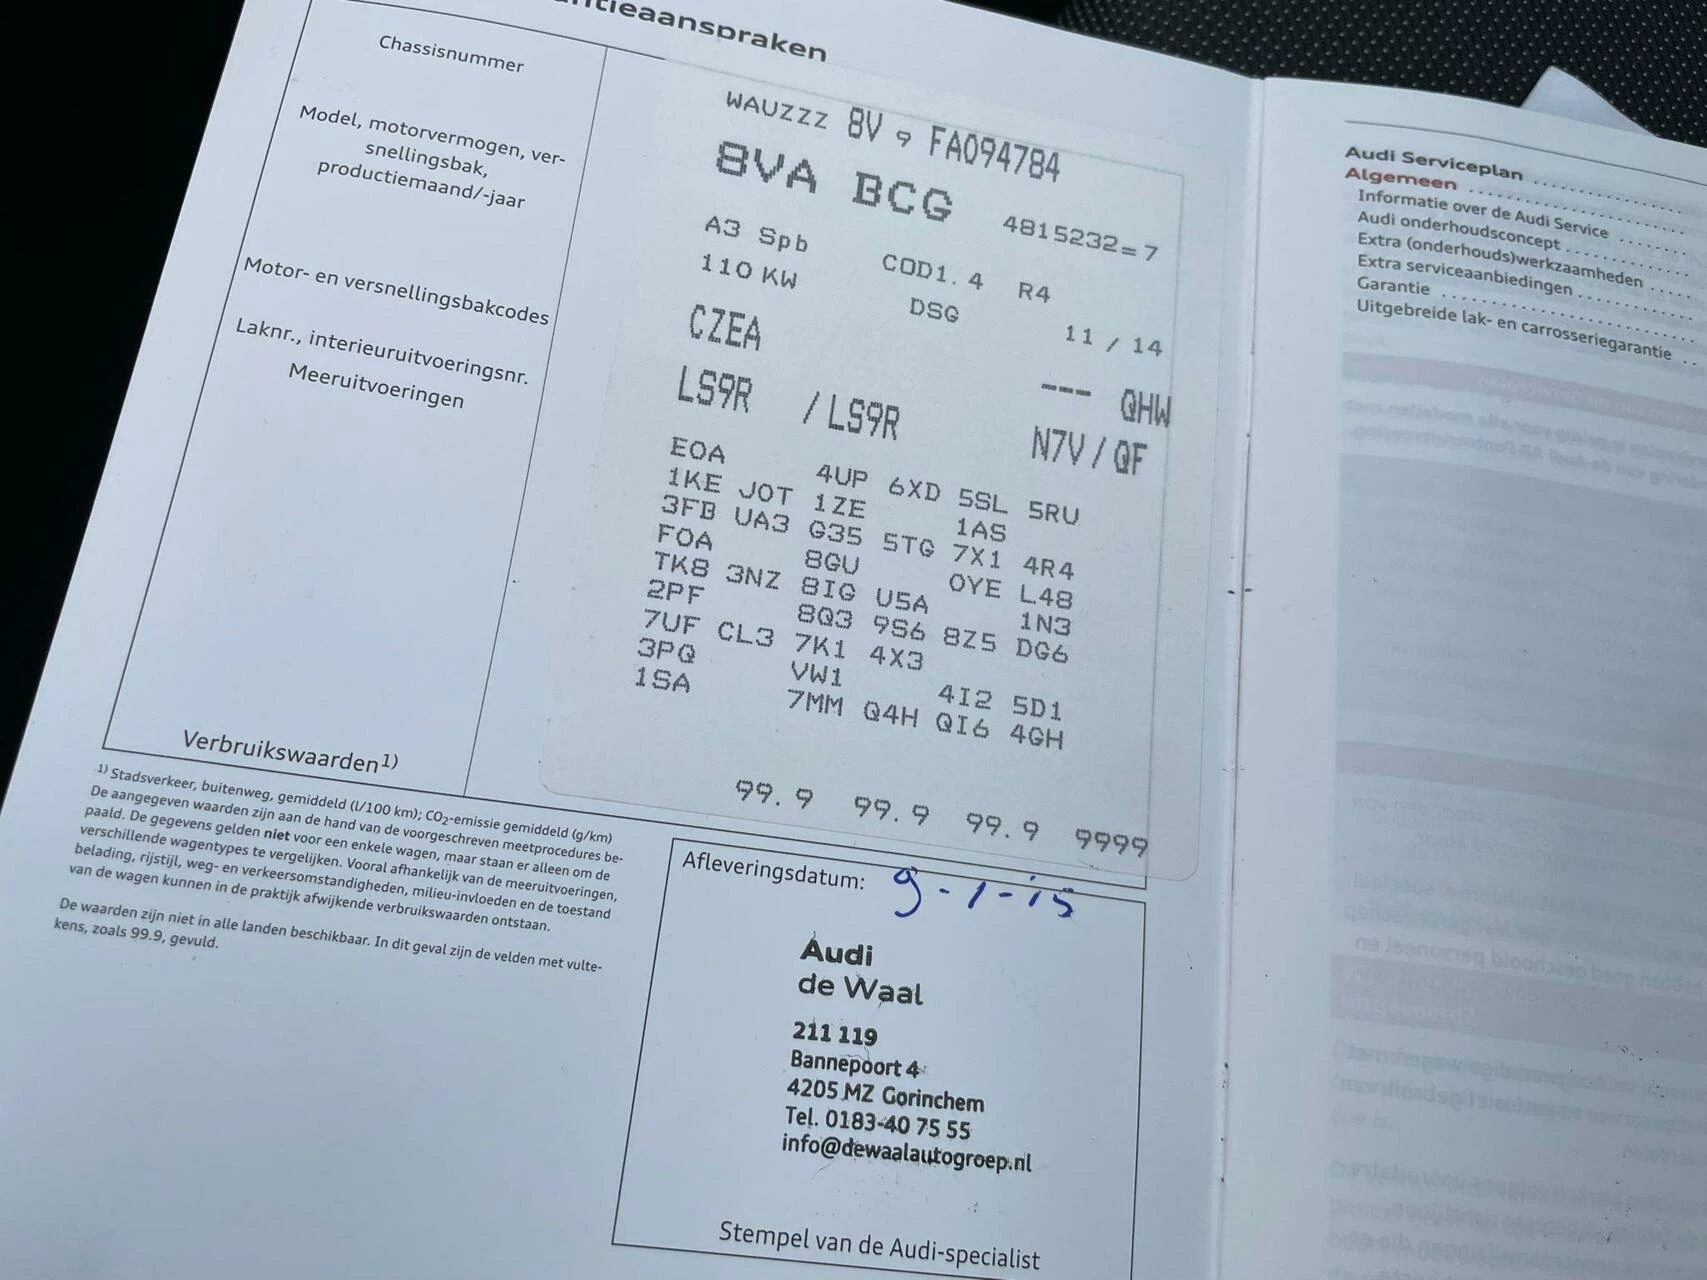 ntieaanspraken
Chassisnummer
Model, motorvermogen, ver-
snellingsbak,
productiemaand/-jaar
Motor- en versnellingsbakcodes
Laknr., interieuruitvoeringsnr.
Meeruitvoeringen
Verbruikswaarden1)
WAUZZZ 8V 9 FA094784
8VA BCG 4815232=7
A3 Spb COD1. 4 R4
110 KW DSG 11 / 14
CZEA --- QHW
LS9R / LS9R N7V / QF
EOA 4UP 6XD 5SL 5RU
1KE JOT 1ZE 1AS
3FB UA3 G35 5TG 7X1 4R4
FOA 8GU OYE L48
TK8 3NZ 8IG U5A 1N3
2PF 8Q3 9S6 8Z5 DG6
7UF CL3 7K1 4X3
3PQ VW1 4I2 5D1
1SA 7MM Q4H QI6 4GH
99. 9 99. 9 99. 9 9999
1) Stadsverkeer, buitenweg, gemiddeld (l/100 km); CO2-emissie gemiddeld (g/km)
De aangegeven waarden zijn aan de hand van de voorgeschreven meetprocedures be-
paald. De gegevens gelden niet voor een enkele wagen, maar staan er alleen om de
verschillende wagentypes te vergelijken. Vooral afhankelijk van de meeruitvoeringen,
belading, rijstijl, weg- en verkeersomstandigheden, milieu-invloeden en de toestand
van de wagen kunnen in de praktijk afwijkende verbruikswaarden ontstaan.
De waarden zijn niet in alle landen beschikbaar. In dit geval zijn de velden met vulte-
kens, zoals 99.9, gevuld.
Afleveringsdatum: 9-1-15
Audi
de Waal
211 119
Bannepoort 4
4205 MZ Gorinchem
Tel. 0183-40 75 55
info@dewaalautogroep.nl
Stempel van de Audi-specialist
Audi Serviceplan
Algemeen
Informatie over de Audi Service
Audi onderhoudsconcept
Extra (onderhouds)werkzaamheden
Extra serviceaanbiedingen
Garantie
Uitgebreide lak- en carrosseriegarantie